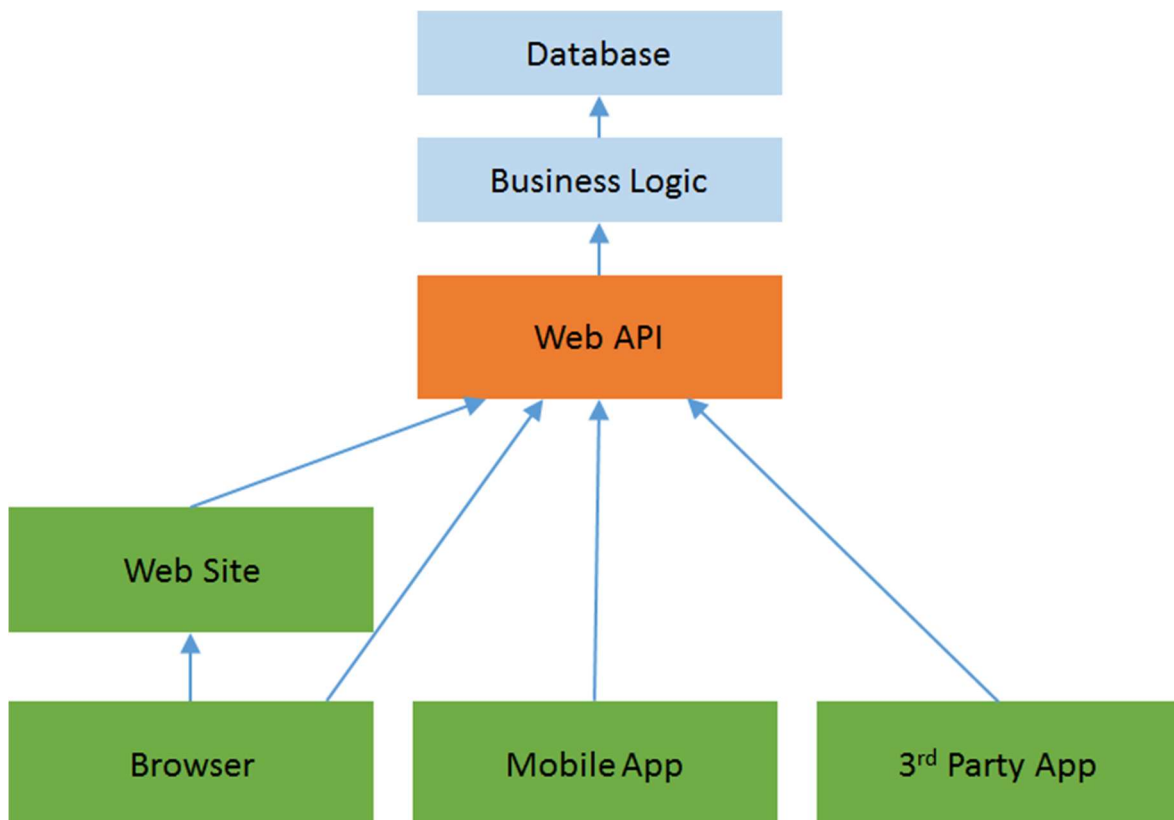 Database
Business Logic
Web API
Web Site
Browser
Mobile App
3rd Party App